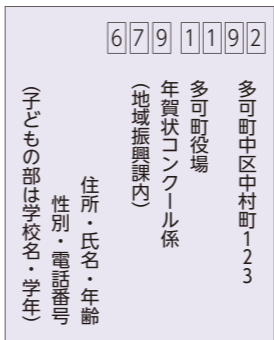 6791192
多可町中区中村町123
多可町役場
年賀状コンクール係
(地域振興課内)
住所・氏名・年齢
性別・電話番号
(子どもの部は学校名・学年)